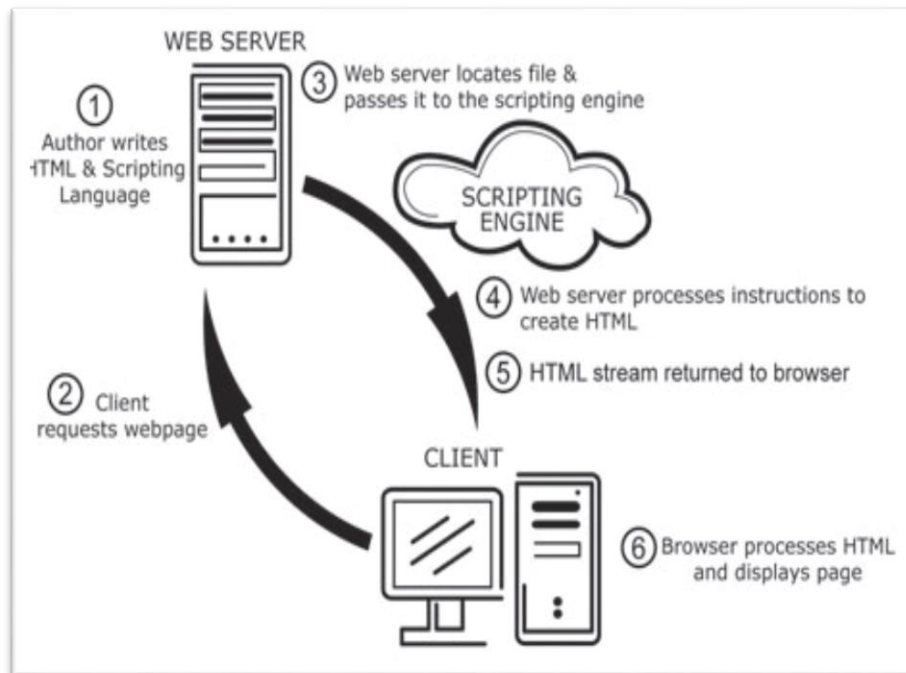 WEB SERVER
1
Author writes
HTML & Scripting
Language
2 Client
requests webpage
3 Web server locates file &
passes it to the scripting engine
SCRIPTING
ENGINE
4 Web server processes instructions to
create HTML
5 HTML stream returned to browser
CLIENT
6 Browser processes HTML
and displays page